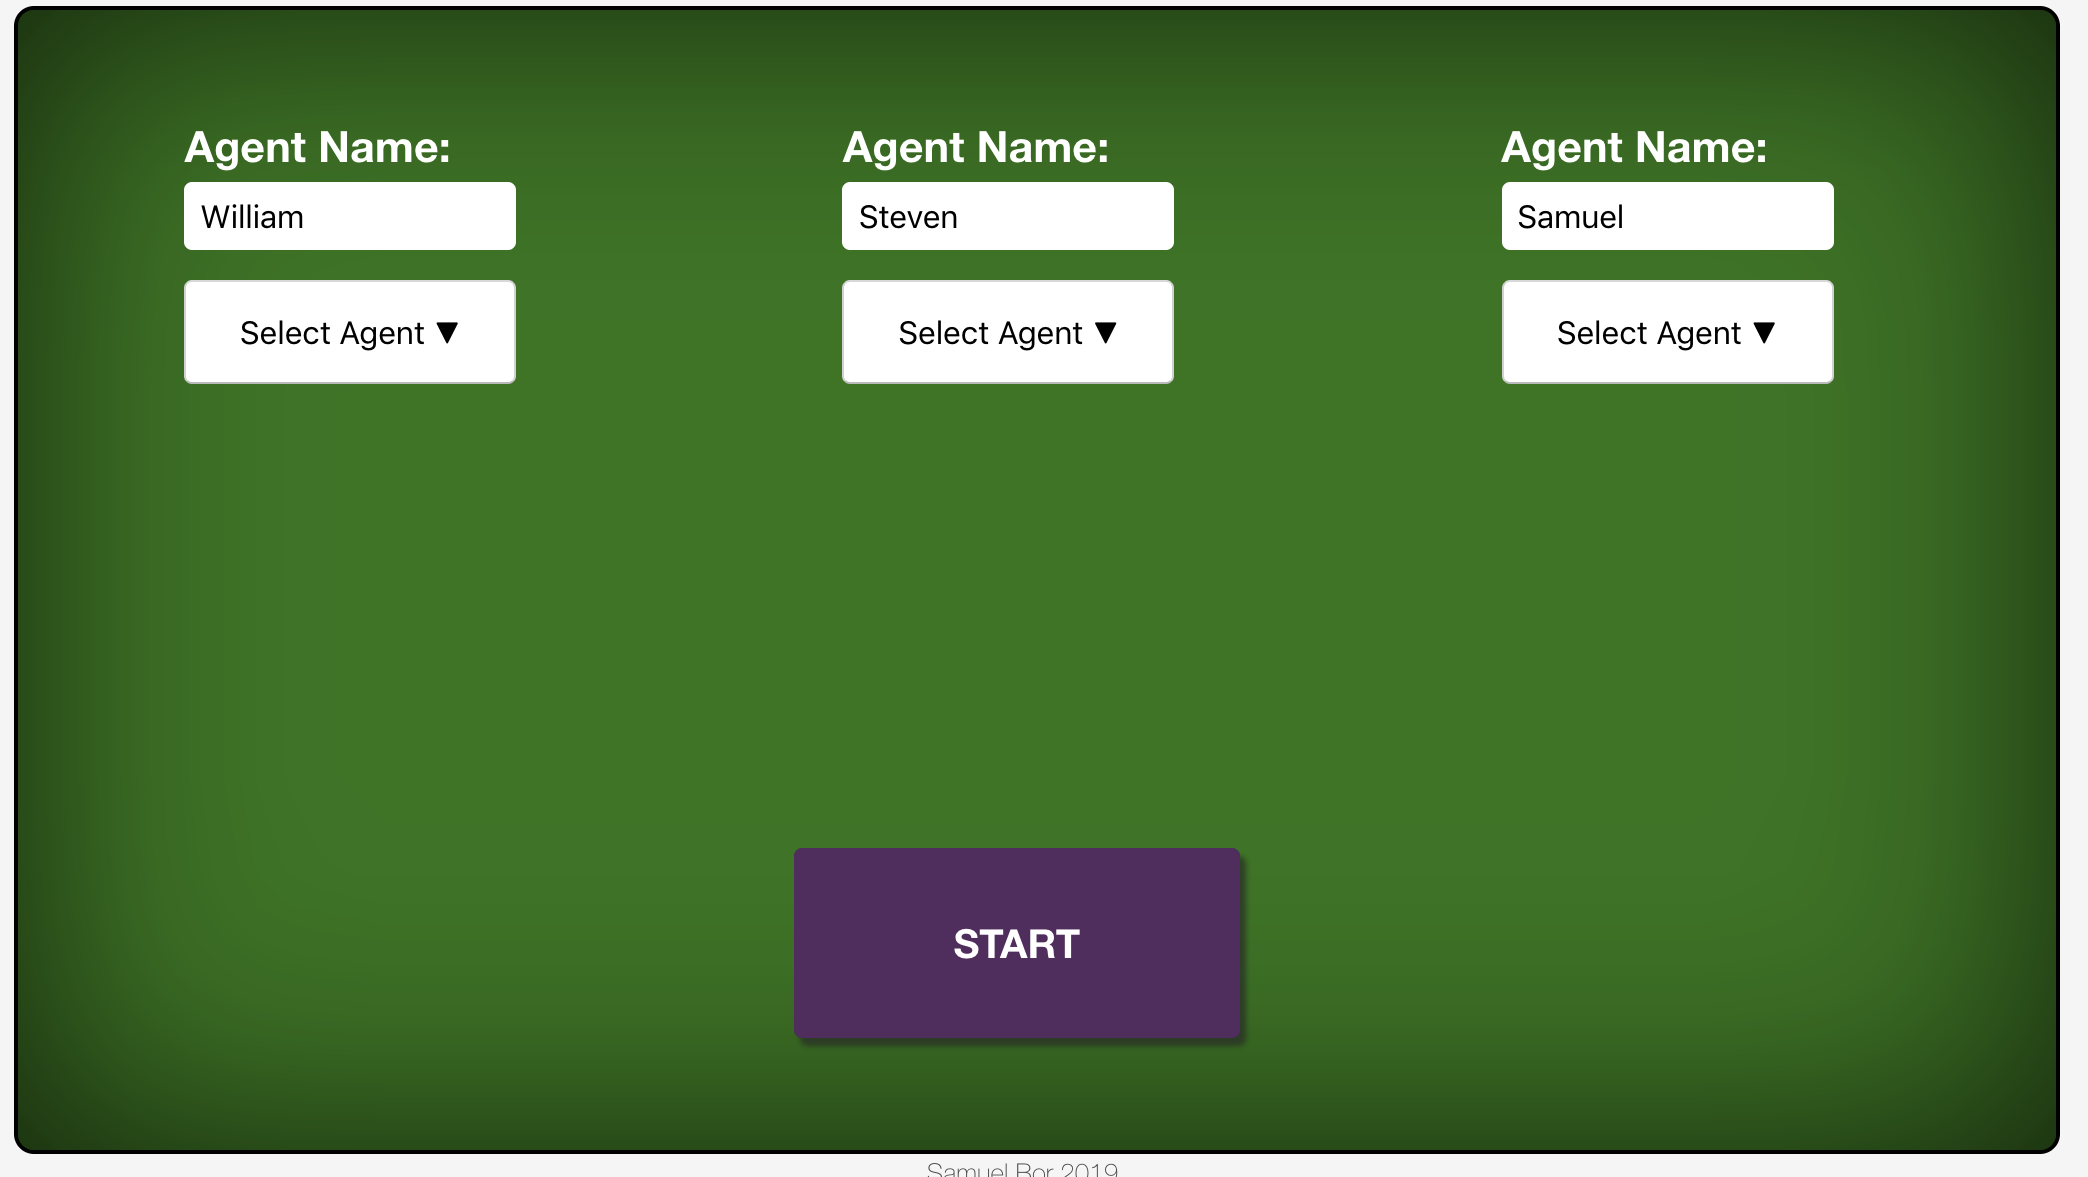 Agent Name:
William
Select Agent ▼
Agent Name:
Steven
Select Agent ▼
Agent Name:
Samuel
Select Agent ▼
START
Samuel Bor 2019